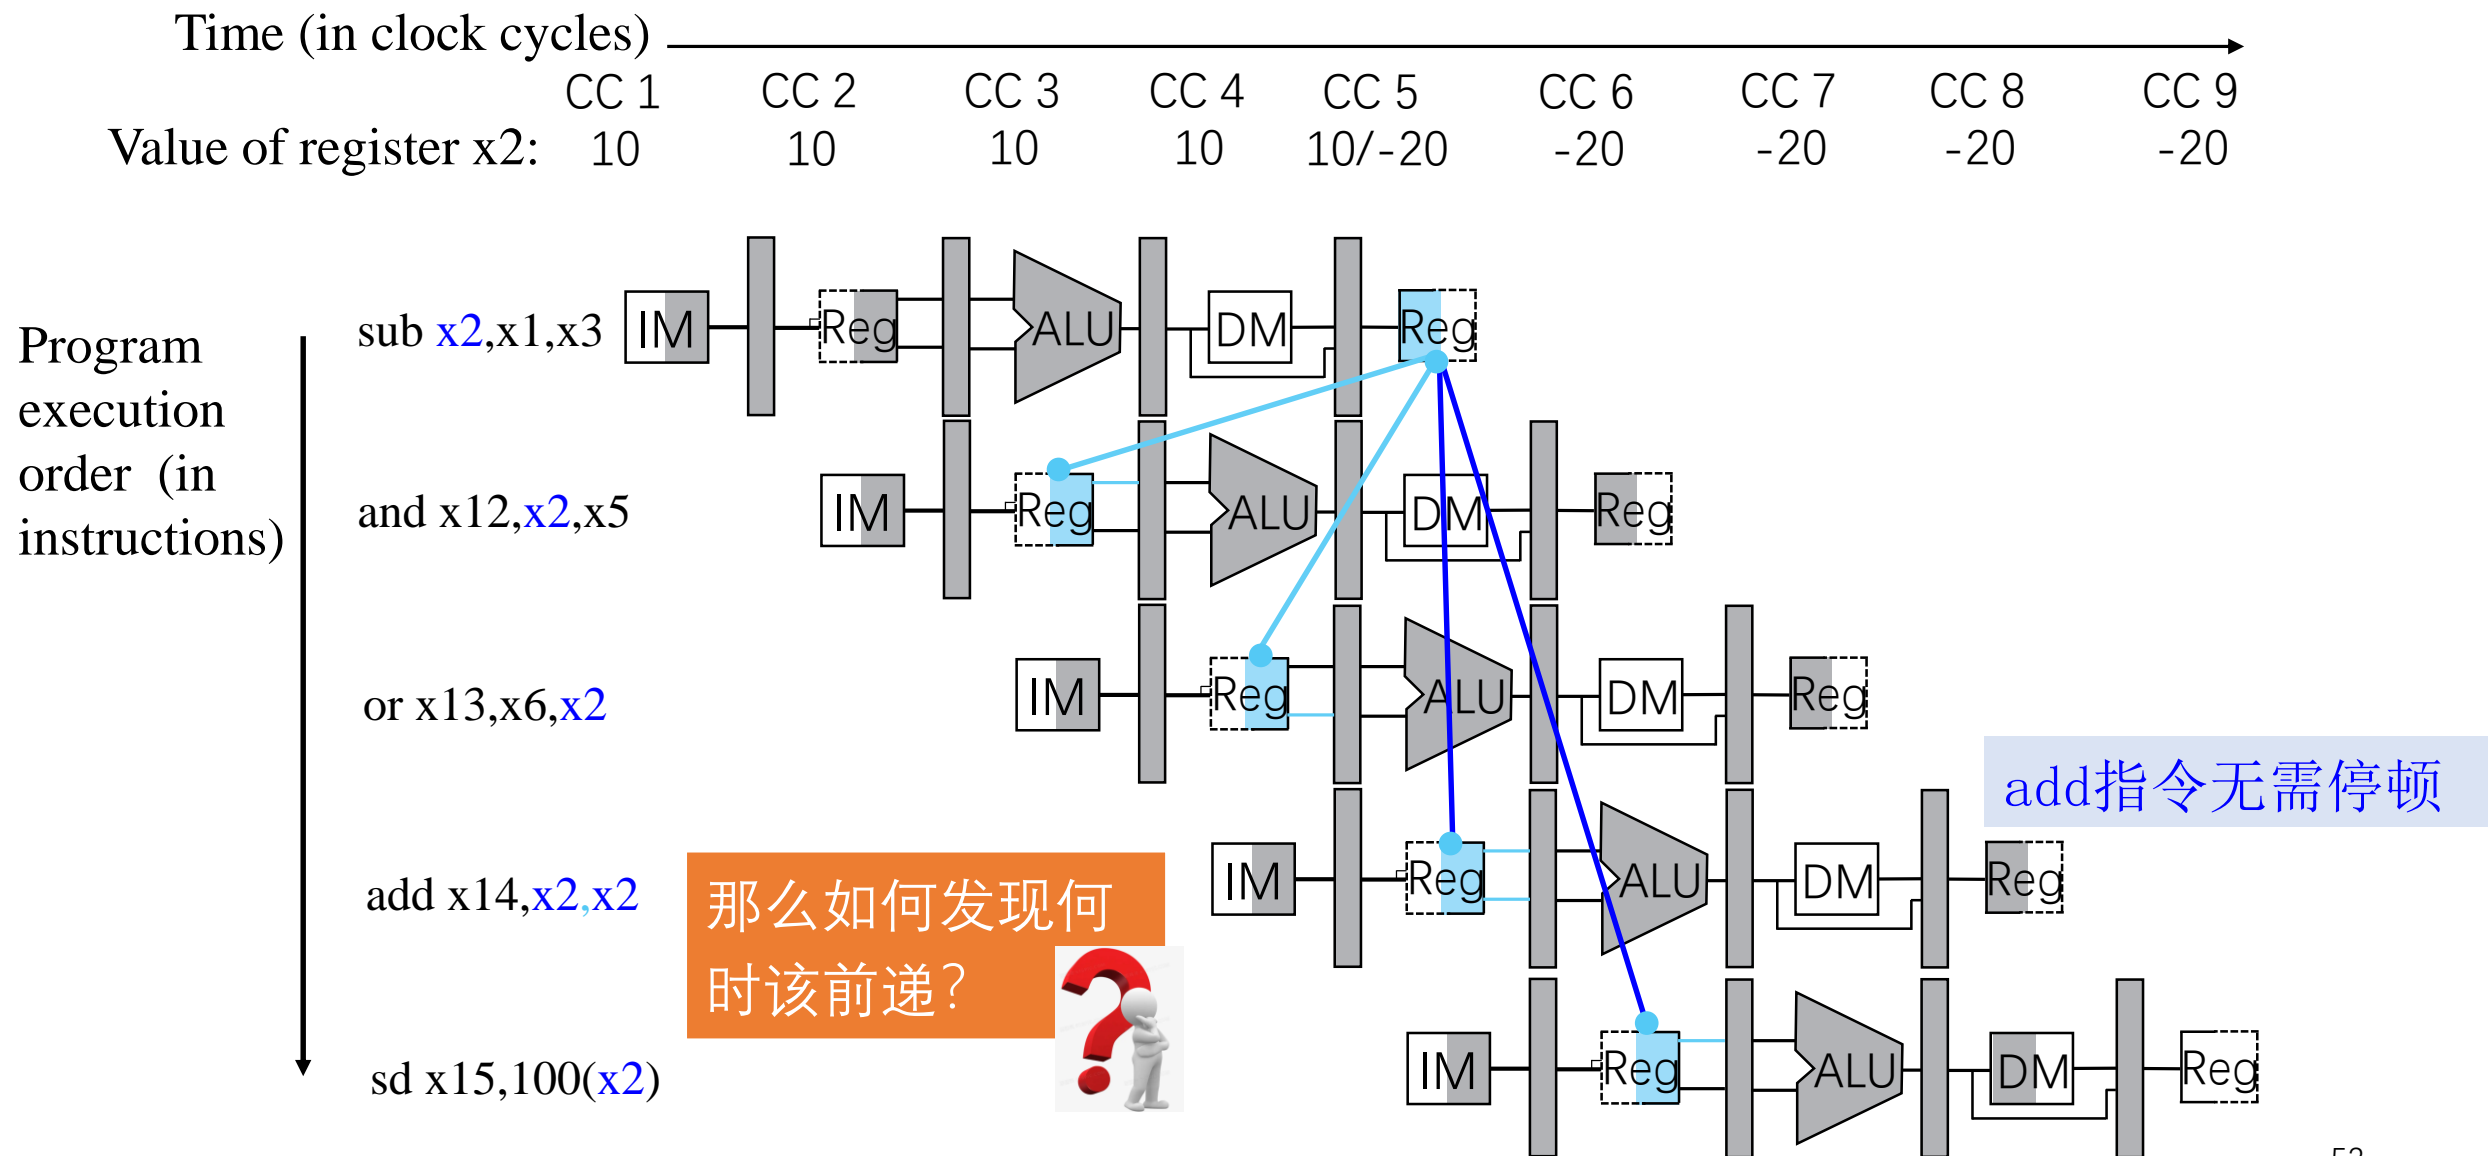 Time (in clock cycles)
CC 1 CC 2 CC 3 CC 4 CC 5 CC 6 CC 7 CC 8 CC 9
Value of register x2: 10 10 10 10 10/-20 -20 -20 -20 -20
Program
execution
order (in
instructions)
sub x2,x1,x3 IM Reg ALU DM Reg
and x12,x2,x5 IM Reg ALU DM Reg
or x13,x6,x2 IM Reg ALU DM Reg
add指令无需停顿
add x14,x2,x2 IM Reg ALU DM Reg
那么如何发现何
时该前递？
sd x15,100(x2) IM Reg ALU DM Reg